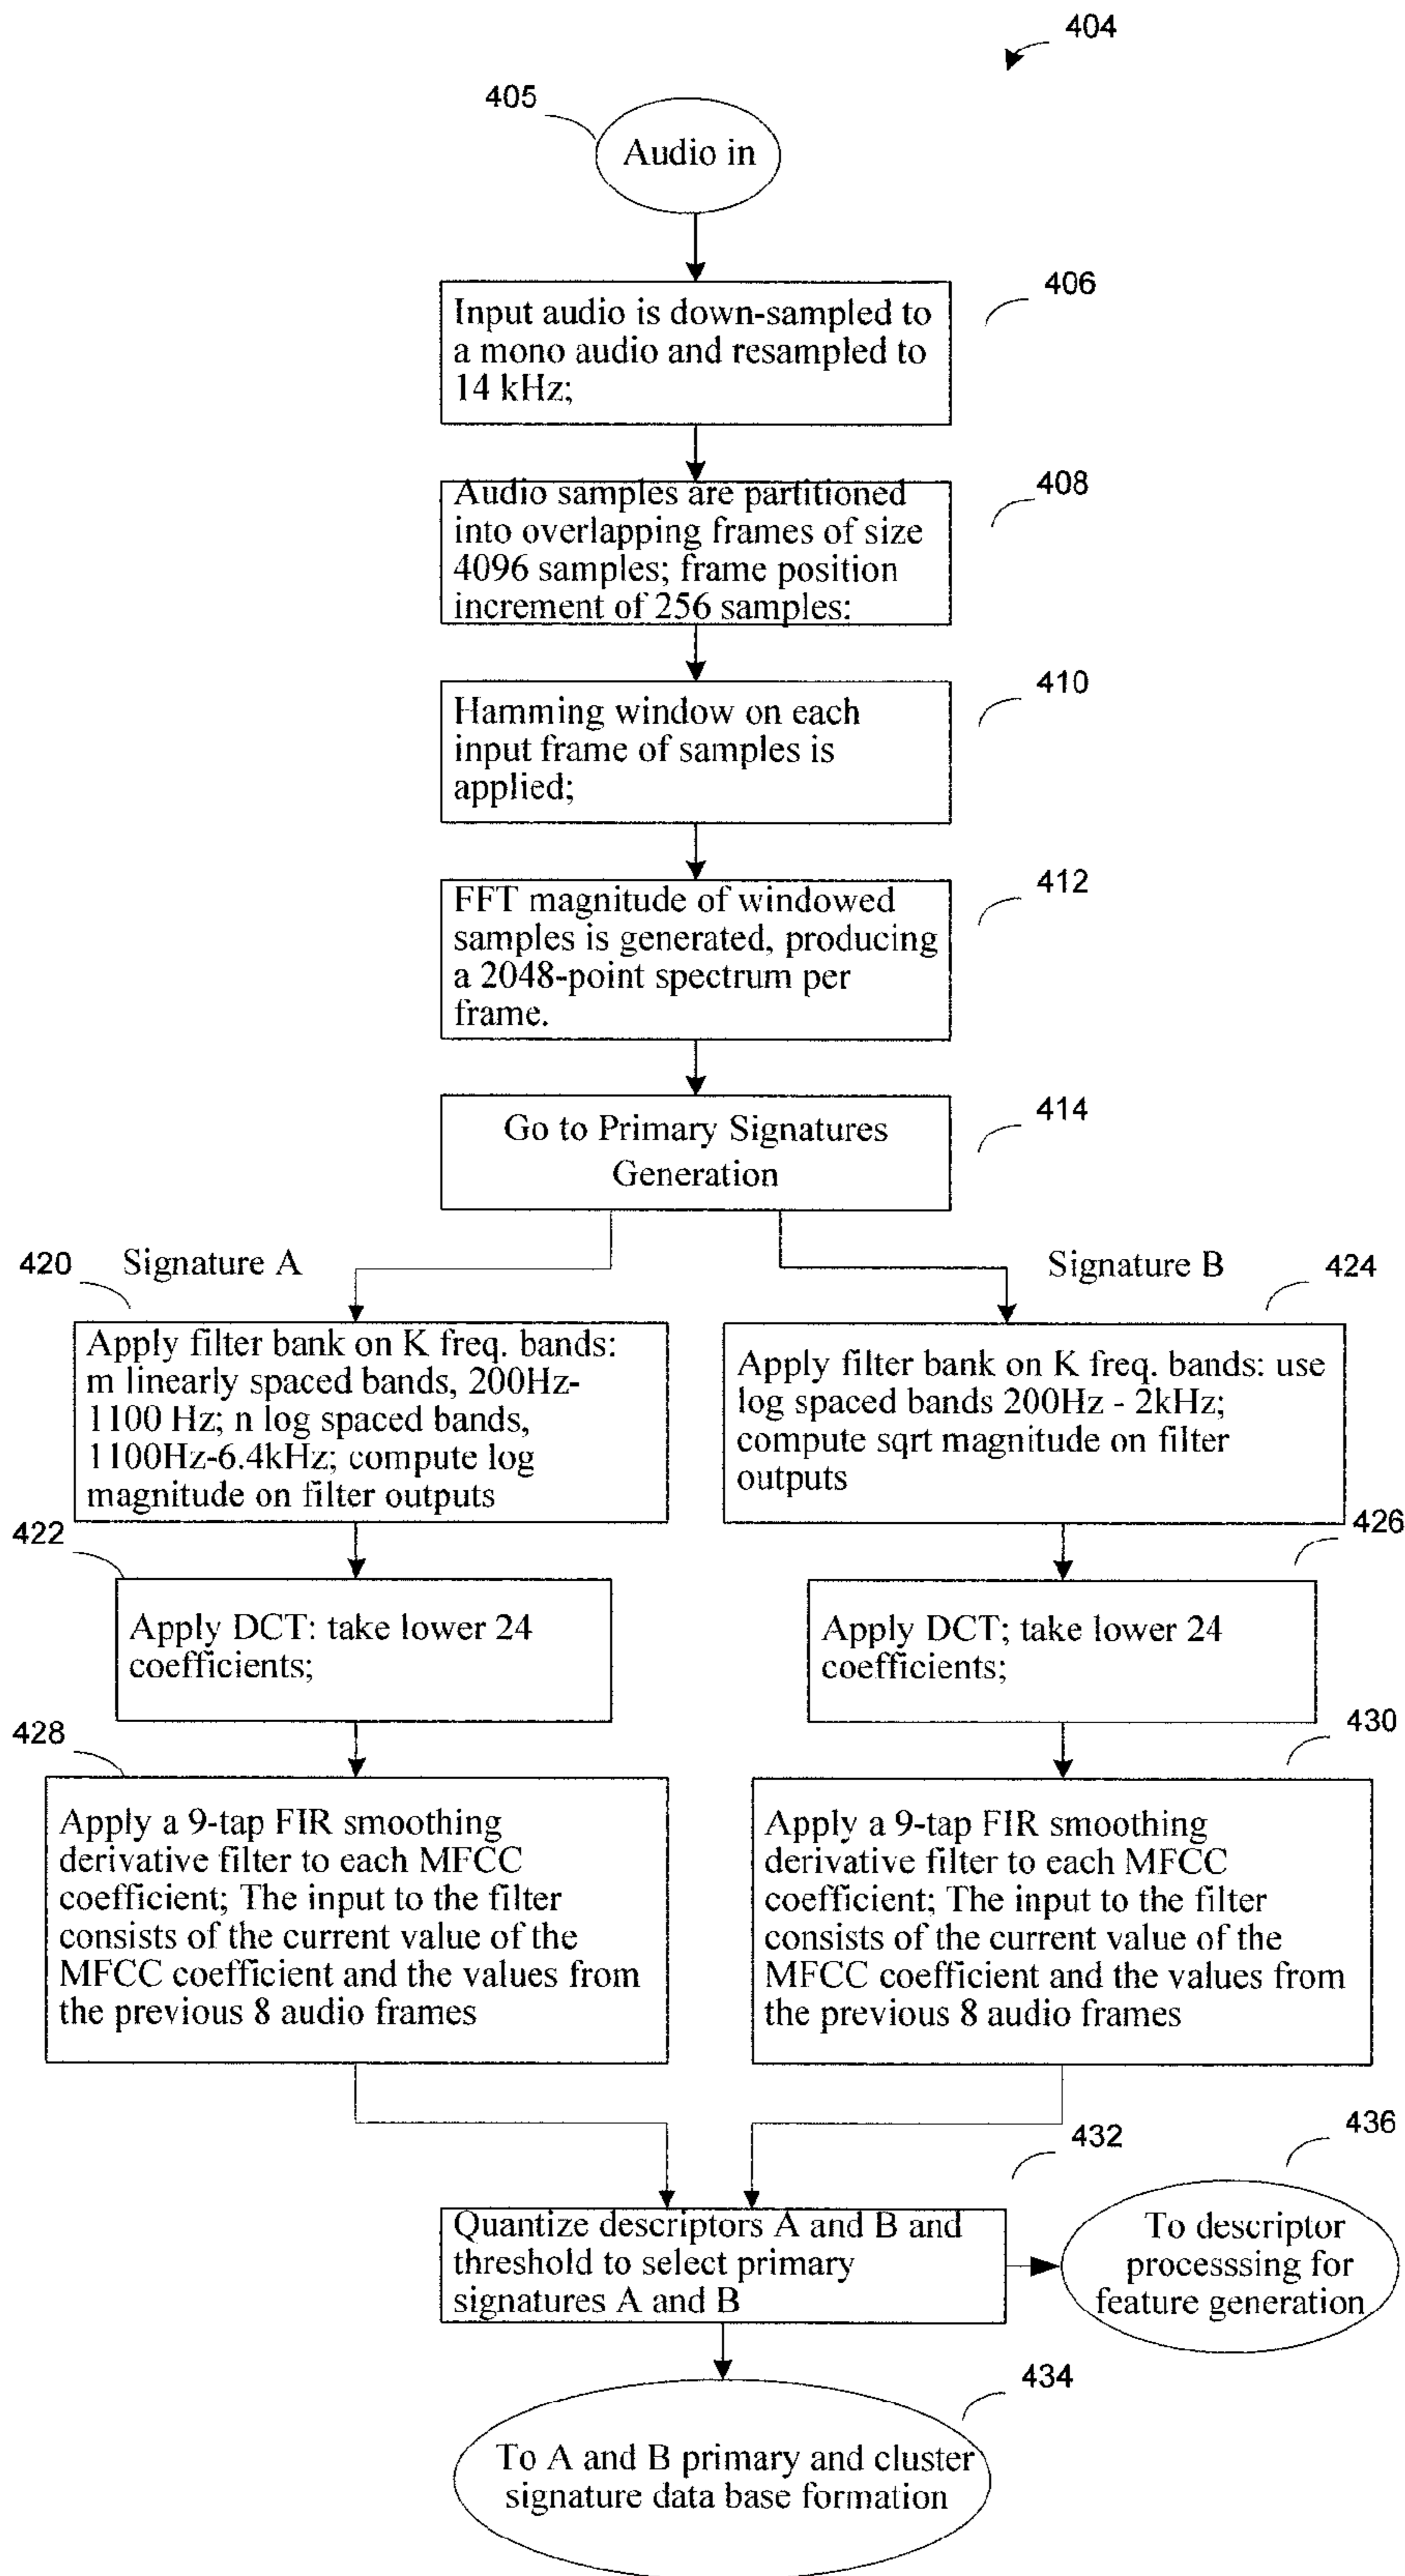 404
405
Audio in
406
Input audio is down-sampled to
a mono audio and resampled to
14 kHz;
408
Audio samples are partitioned
into overlapping frames of size
4096 samples; frame position
increment of 256 samples:
410
Hamming window on each
input frame of samples is
applied;
412
FFT magnitude of windowed
samples is generated, producing
a 2048-point spectrum per
frame.
414
Go to Primary Signatures
Generation
420
Signature A
Signature B
424
Apply filter bank on K freq. bands:
m linearly spaced bands, 200Hz-
1100 Hz; n log spaced bands,
1100Hz-6.4kHz; compute log
magnitude on filter outputs
Apply filter bank on K freq. bands: use
log spaced bands 200Hz - 2kHz;
compute sqrt magnitude on filter
outputs
422
426
Apply DCT: take lower 24
coefficients;
Apply DCT; take lower 24
coefficients;
428
430
Apply a 9-tap FIR smoothing
derivative filter to each MFCC
coefficient; The input to the filter
consists of the current value of the
MFCC coefficient and the values from
the previous 8 audio frames
Apply a 9-tap FIR smoothing
derivative filter to each MFCC
coefficient; The input to the filter
consists of the current value of the
MFCC coefficient and the values from
the previous 8 audio frames
432
436
Quantize descriptors A and B and
threshold to select primary
signatures A and B
To descriptor
processsing for
feature generation
434
To A and B primary and cluster
signature data base formation